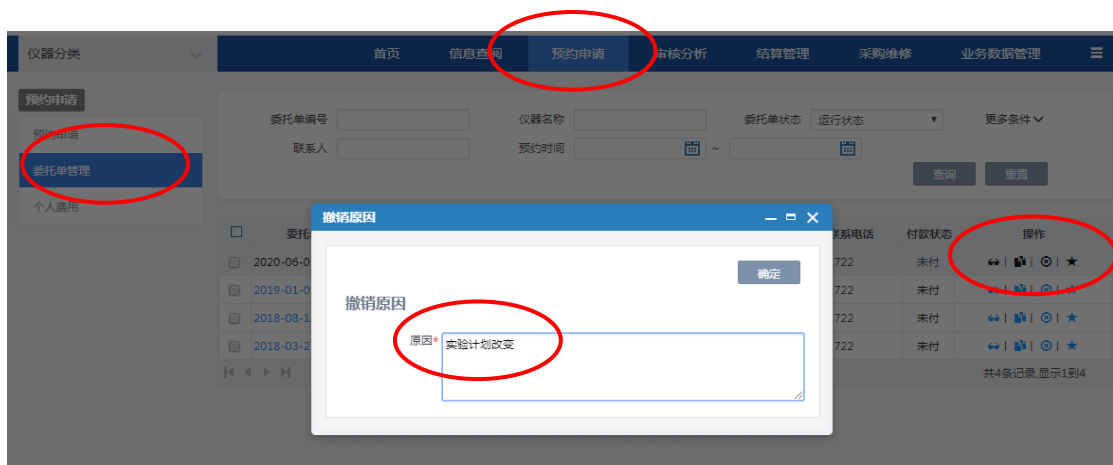 仪器分类 首页 信息查阅 预约申请 审核分析 结算管理 采购维修 业务数据管理
预约申请
预约申请
委托单管理
个人费用
委托单编号 仪器名称 委托单状态 运行状态 更多条件
联系人 预约时间 ~
查询 重置
委托 联系电话 付款状态 操作
2020-06-0 722 未付
2019-01-0 722 未付
2018-08-1 722 未付
2018-03-2 722 未付
共4条记录,显示1到4
撤销原因
确定
撤销原因
原因* 实验计划改变